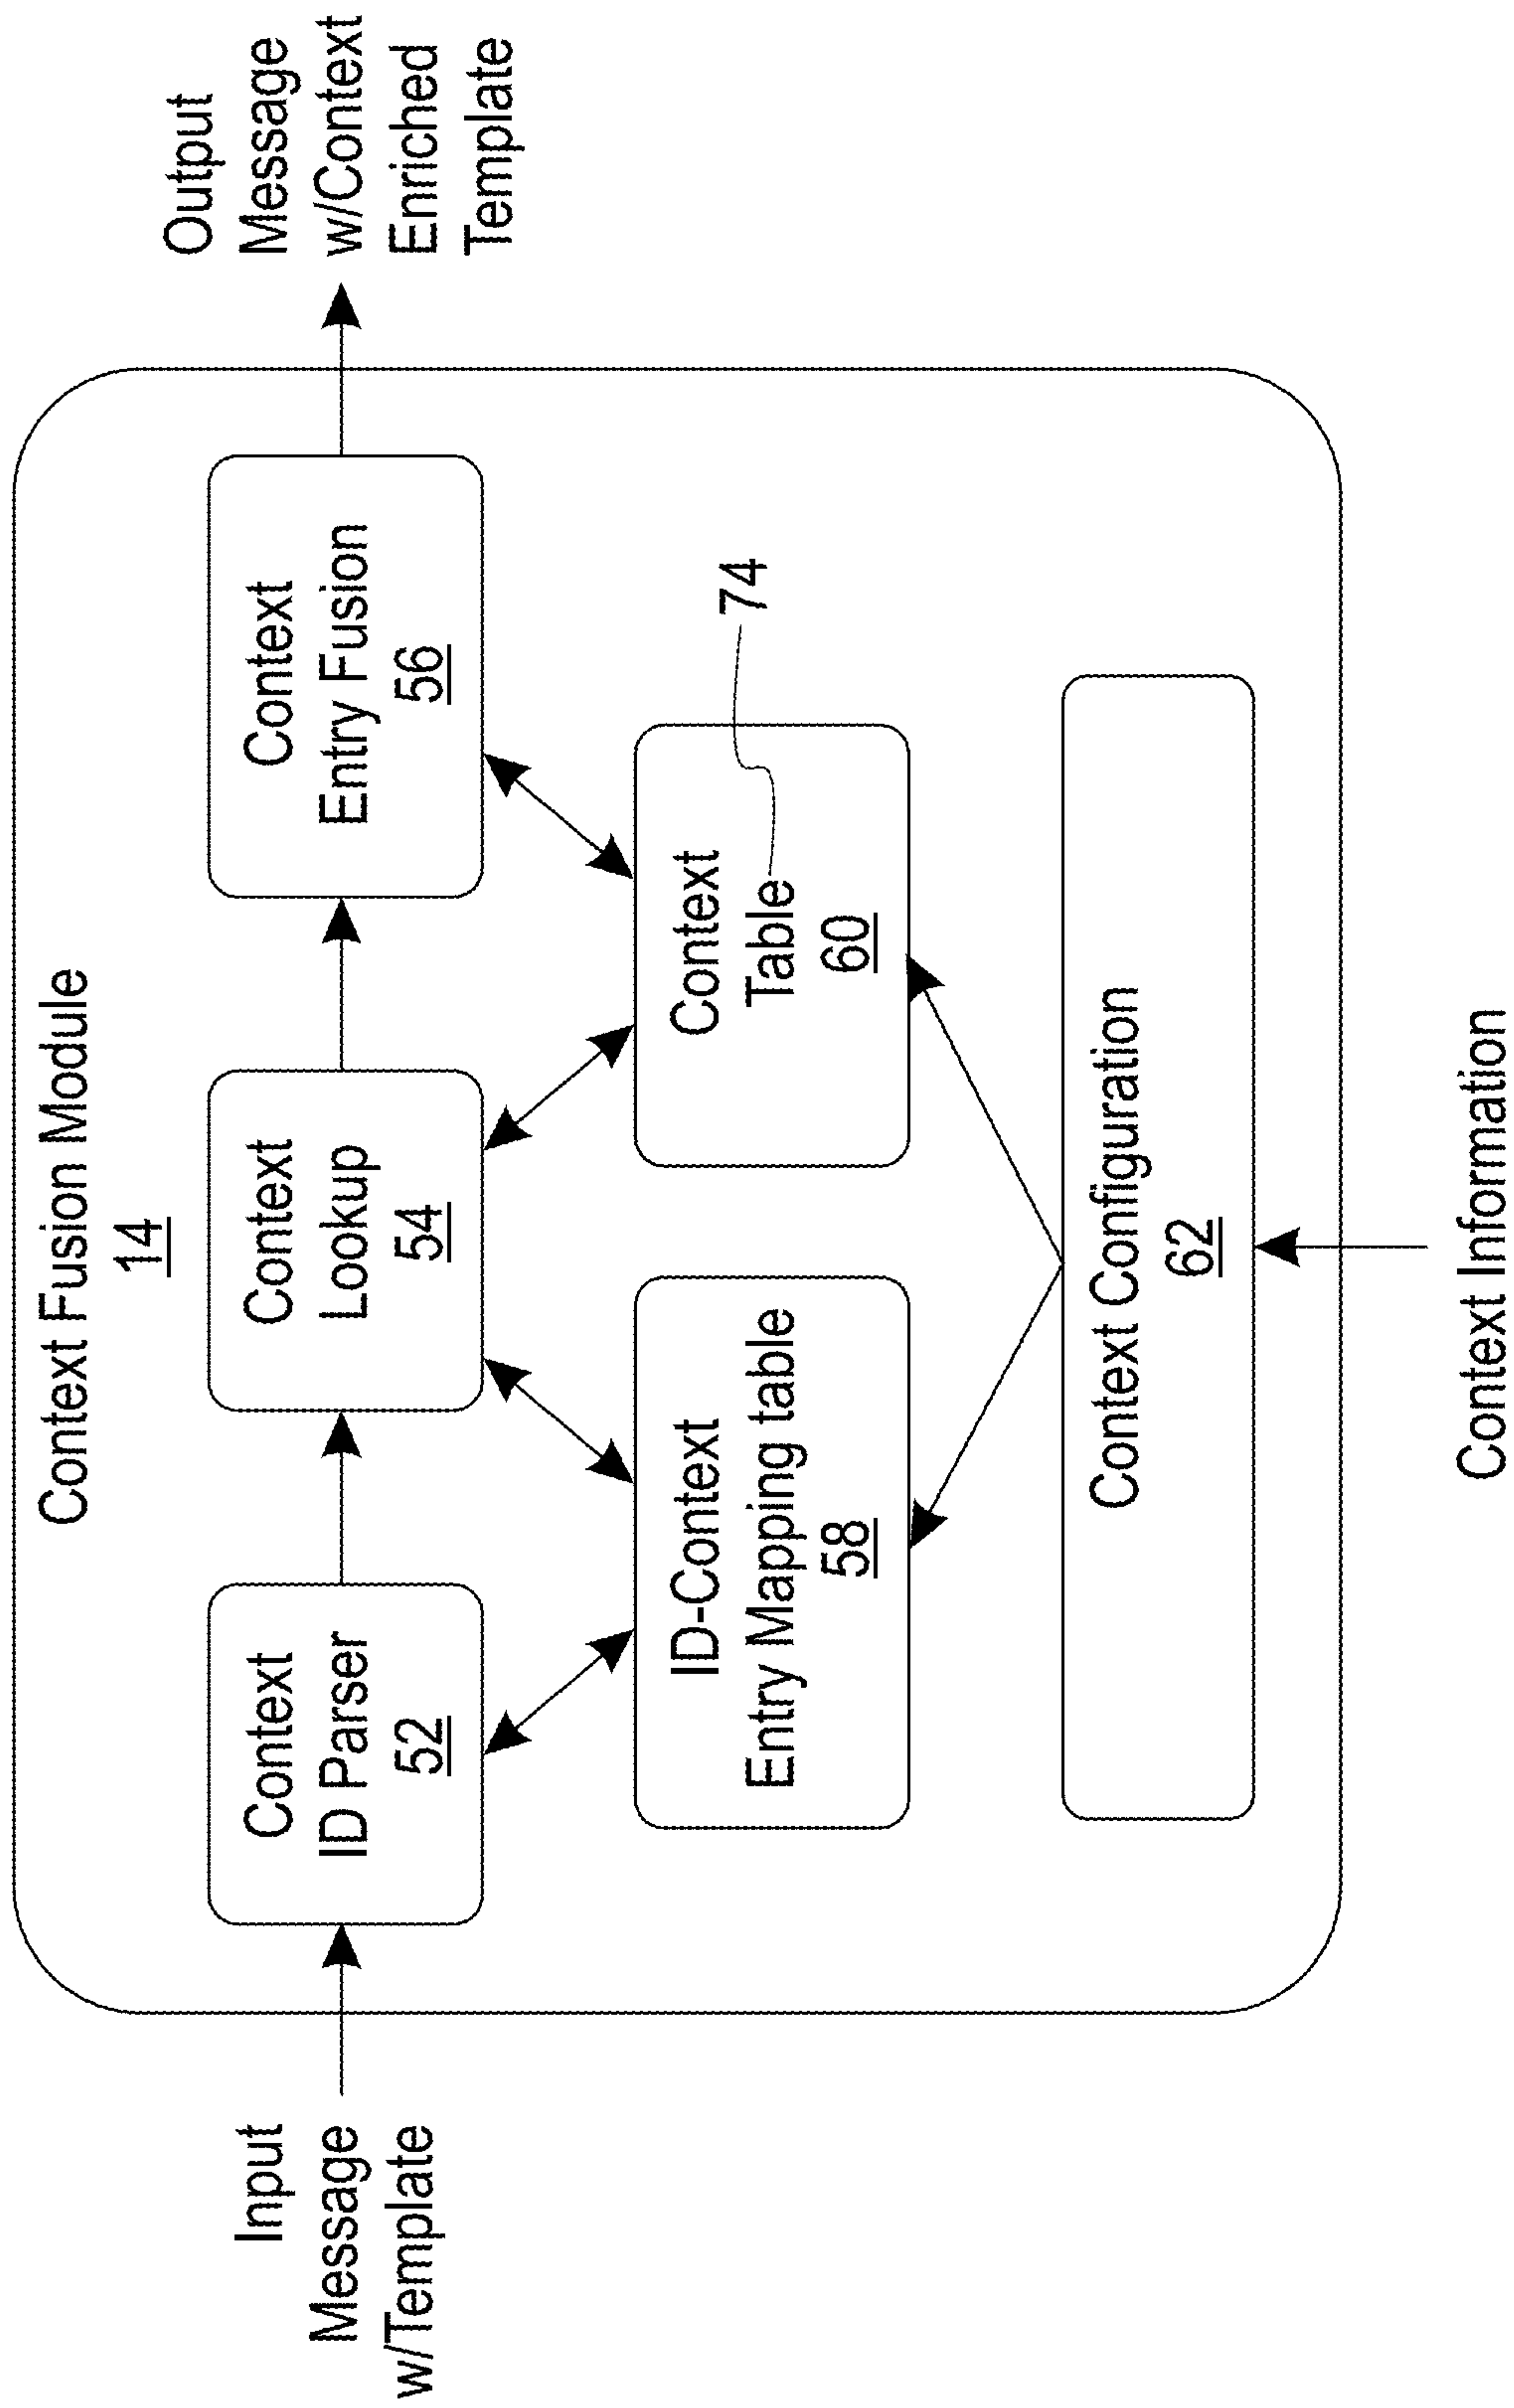 Context Fusion Module
14
Input
Message
w/Template
Context
ID Parser
52
Context
Lookup
54
Context
Entry Fusion
56
Output
Message
w/Context
Enriched
Template
ID-Context
Entry Mapping table
58
Context
Table
60
74
Context Configuration
62
Context Information